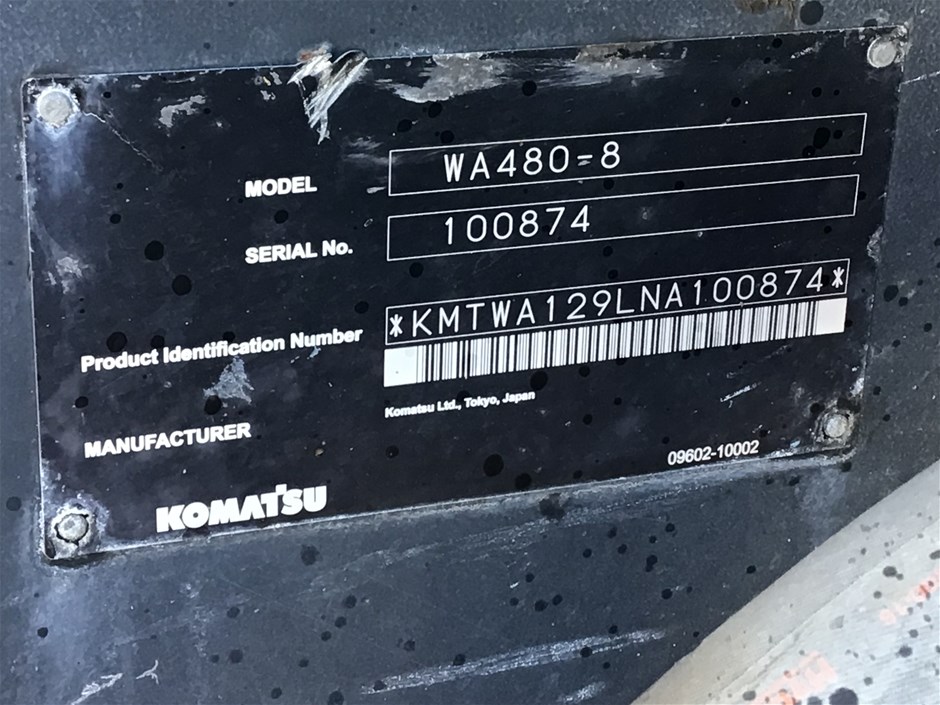 MODEL WA480-8
SERIAL No. 100874
Product Identification Number *KMTWA129LNA100874*
MANUFACTURER Komatsu Ltd., Tokyo, Japan
KOMATSU
09602-10002